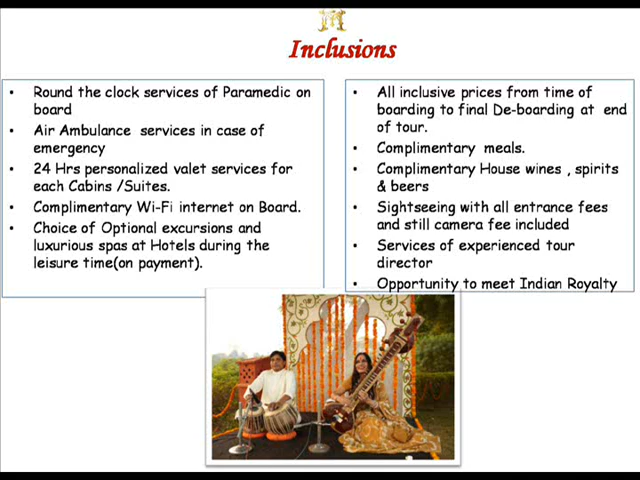 M
Inclusions
• Round the clock services of Paramedic on
board
• Air Ambulance services in case of
emergency
• 24 Hrs personalized valet services for
each Cabins /Suites.
• Complimentary Wi-Fi internet on Board.
• Choice of Optional excursions and
luxurious spas at Hotels during the
leisure time(on payment).
• All inclusive prices from time of
boarding to final De-boarding at end
of tour.
• Complimentary meals.
• Complimentary House wines , spirits
& beers
• Sightseeing with all entrance fees
and still camera fee included
• Services of experienced tour
director
• Opportunity to meet Indian Royalty